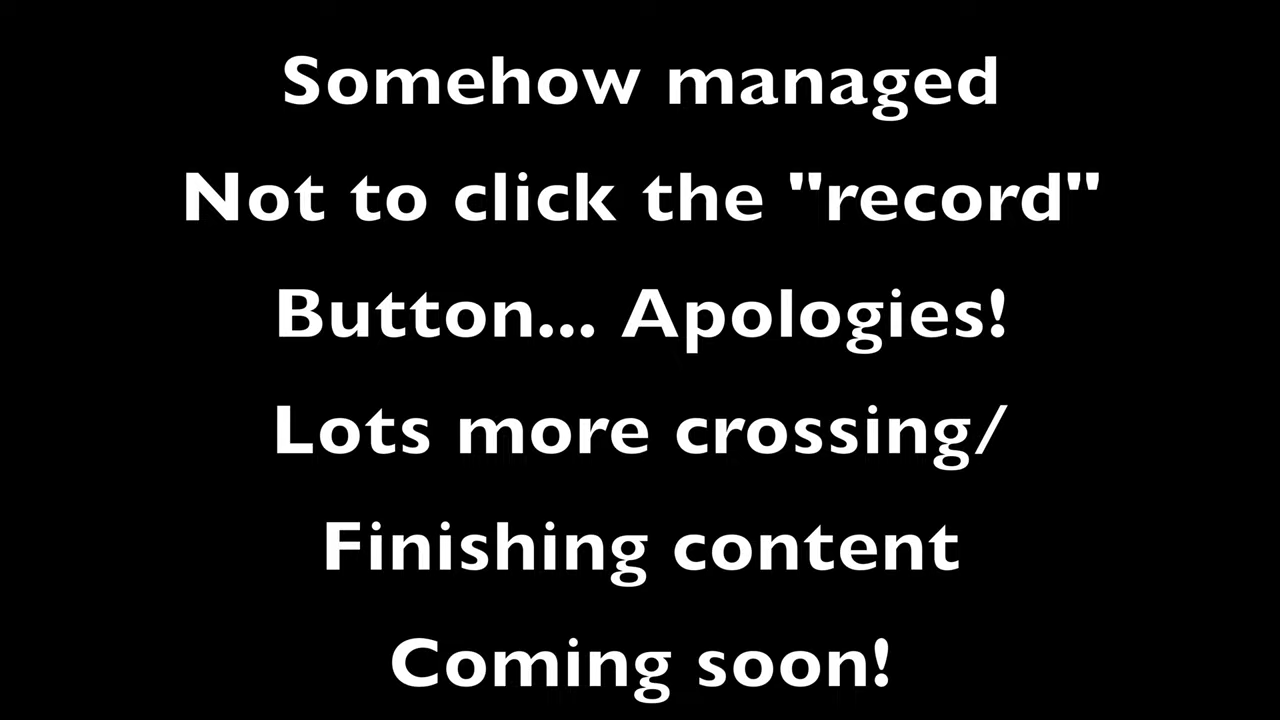 Somehow managed
Not to click the "record"
Button... Apologies!
Lots more crossing/
Finishing content
Coming soon!